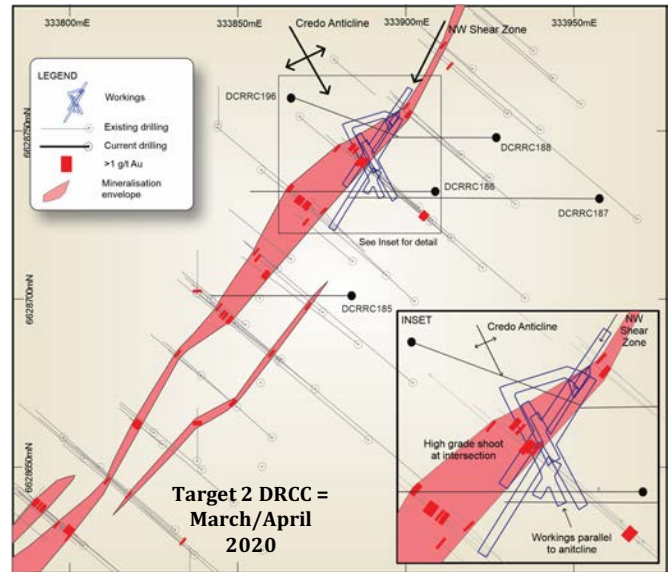 333800mE
333850mE
333900mE
333950mE
Credo Anticline
NW Shear Zone
LEGEND
Workings
Existing drilling
Current drilling
>1 g/t Au
Mineralisation
envelope
6628750mN
6628700mN
6628650mN
DCRRC196
DCRRC188
DCRRC186
DCRRC187
See Inset for detail
DCRRC185
INSET
Credo Anticline
NW
Shear
Zone
High grade shoot
at intersection
Workings parallel
to anitcline
Target 2 DRCC =
March/April
2020